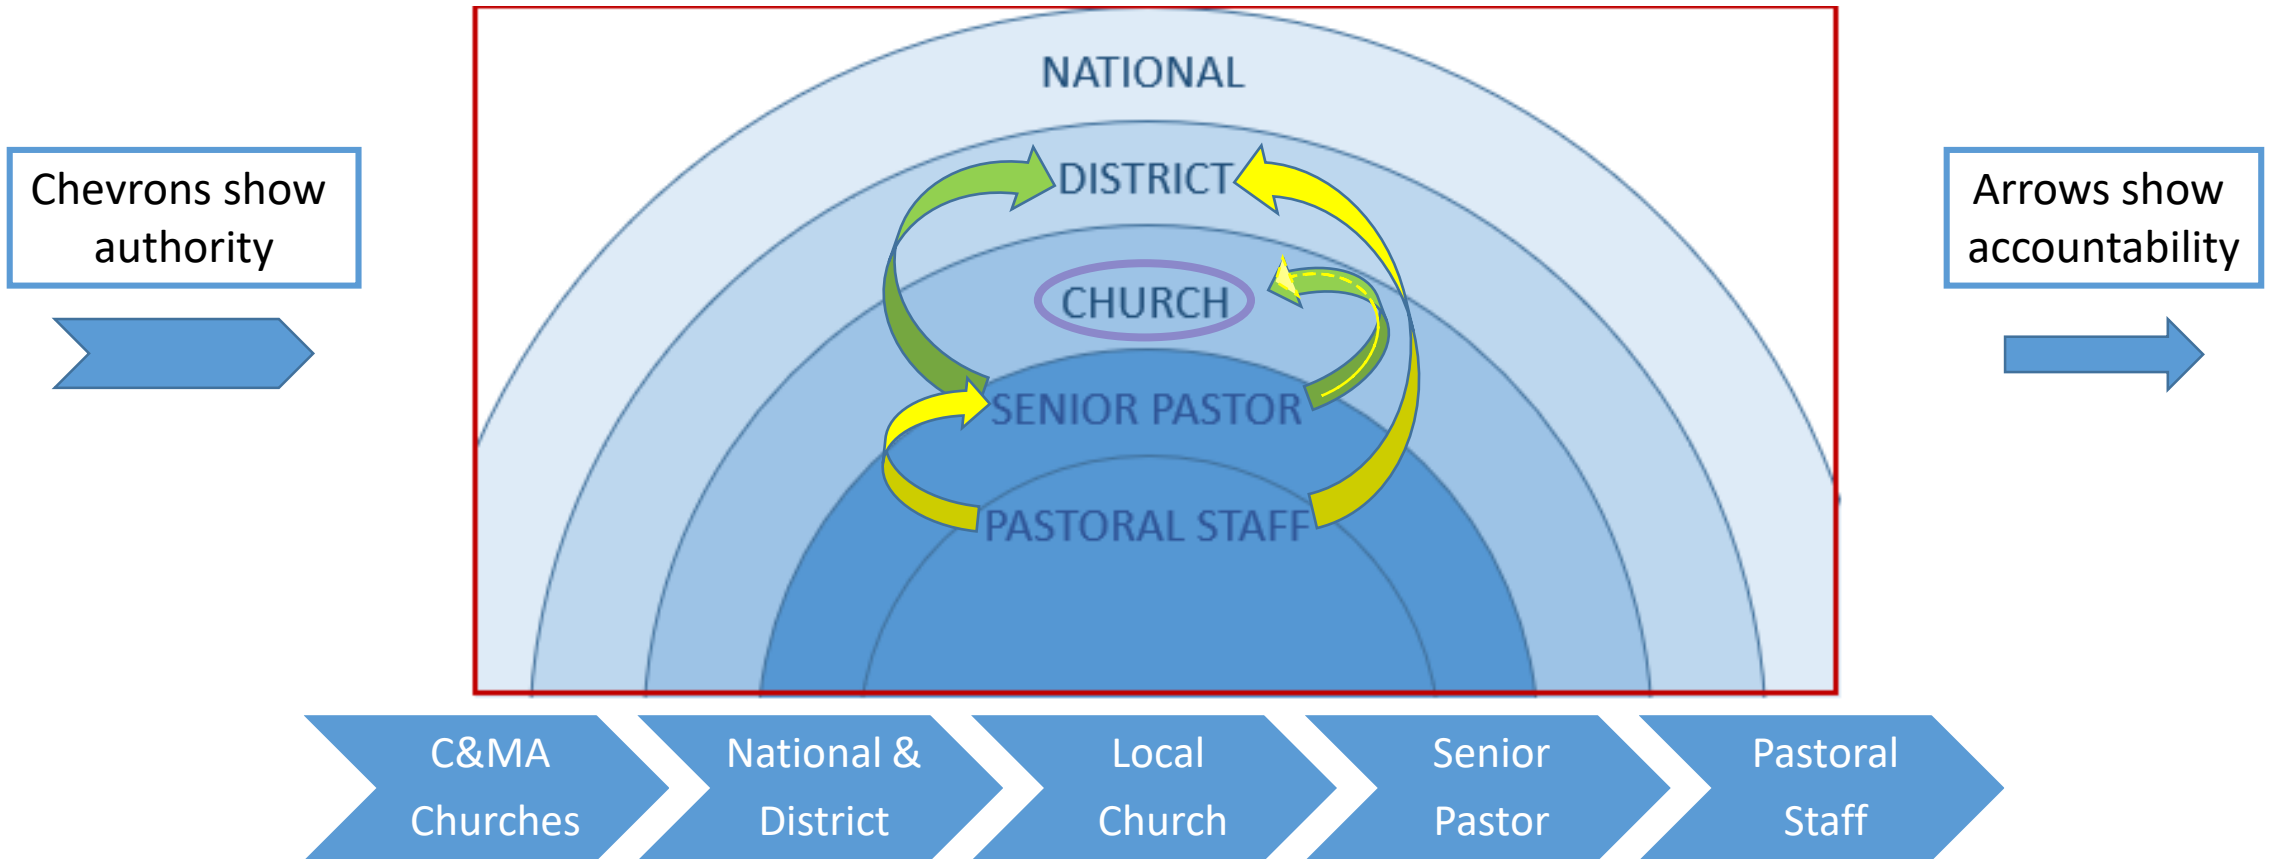 NATIONAL
Chevrons show
authority
DISTRICT
CHURCH
SENIOR PASTOR
PASTORAL STAFF
Arrows show
accountability
C&MA
Churches
National &
District
Local
Church
Senior
Pastor
Pastoral
Staff